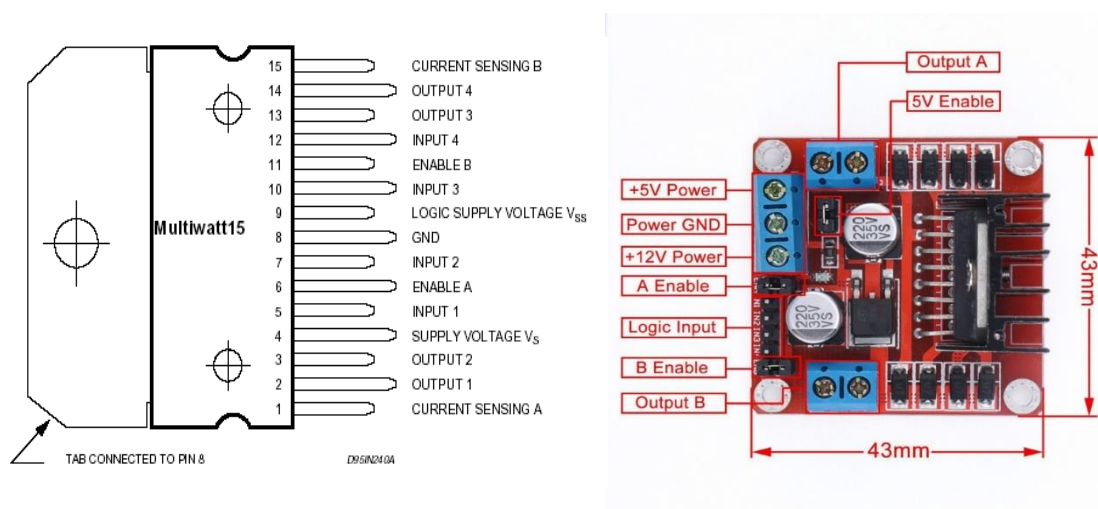 15 CURRENT SENSING B
14 OUTPUT 4
13 OUTPUT 3
12 INPUT 4
11 ENABLE B
10 INPUT 3
9 LOGIC SUPPLY VOLTAGE VSS
8 GND
7 INPUT 2
6 ENABLE A
5 INPUT 1
4 SUPPLY VOLTAGE VS
3 OUTPUT 2
2 OUTPUT 1
1 CURRENT SENSING A
Multiwatt15
TAB CONNECTED TO PIN 8
D95IN240A
Output A
5V Enable
+5V Power
Power GND
+12V Power
A Enable
Logic Input
B Enable
Output B
220
35V
VS
220
35V
VS
43mm
43mm